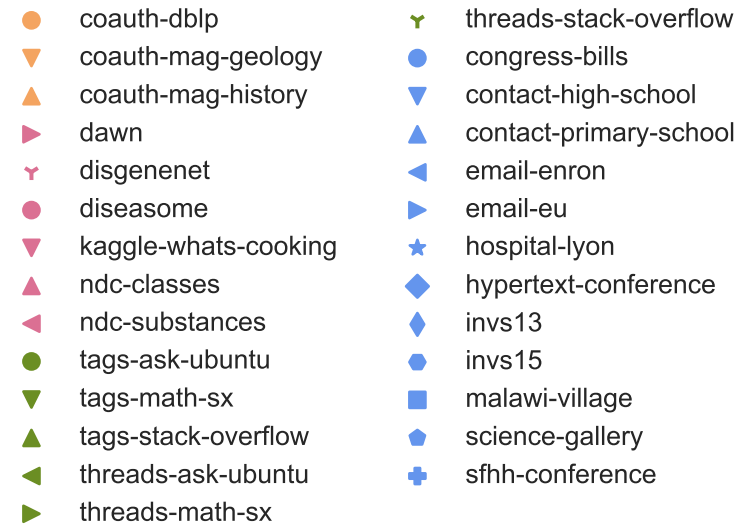 coauth-dblp
coauth-mag-geology
coauth-mag-history
dawn
disgenenet
diseasome
kaggle-whats-cooking
ndc-classes
ndc-substances
tags-ask-ubuntu
tags-math-sx
tags-stack-overflow
threads-ask-ubuntu
threads-math-sx
threads-stack-overflow
congress-bills
contact-high-school
contact-primary-school
email-enron
email-eu
hospital-lyon
hypertext-conference
invs13
invs15
malawi-village
science-gallery
sfhh-conference